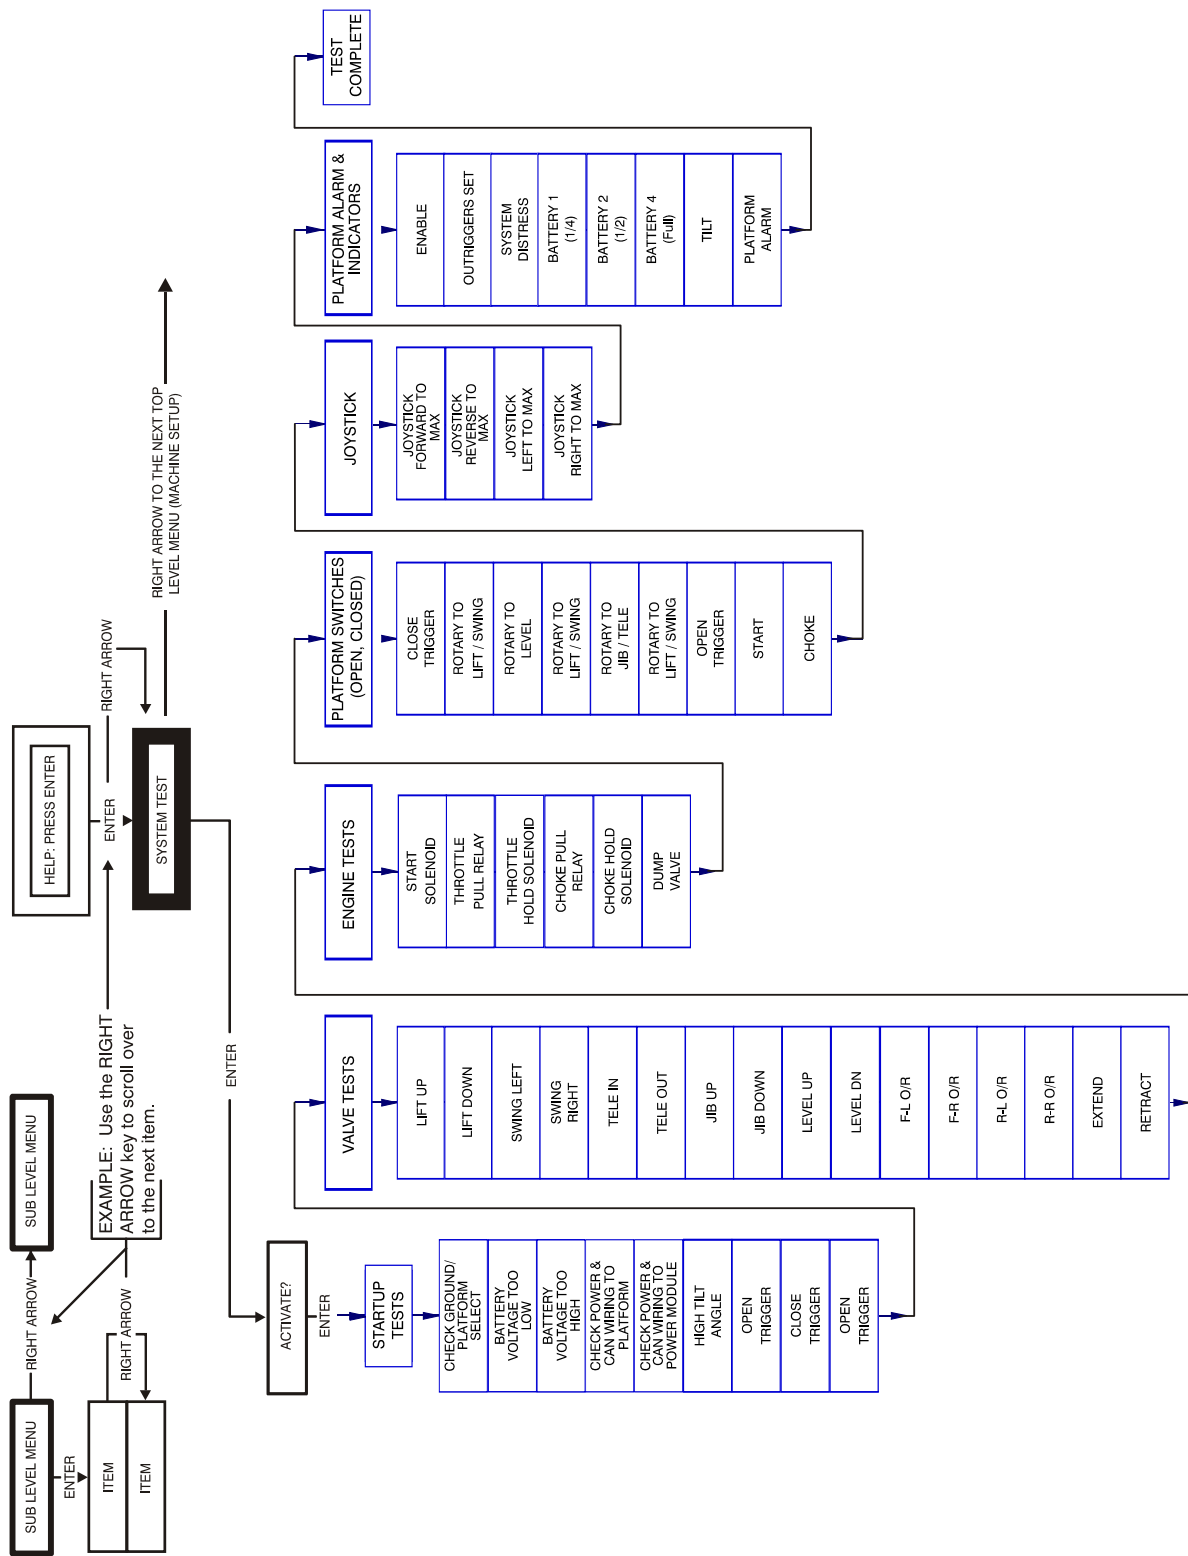 SUB LEVEL MENU
RIGHT ARROW
SUB LEVEL MENU
ENTER
ITEM
ITEM
RIGHT ARROW
EXAMPLE: Use the RIGHT
ARROW key to scroll over
to the next item.
HELP: PRESS ENTER
ENTER
RIGHT ARROW
SYSTEM TEST
RIGHT ARROW TO THE NEXT TOP
LEVEL MENU (MACHINE SETUP)
ENTER
ACTIVATE?
ENTER
STARTUP
TESTS
CHECK GROUND/
PLATFORM
SELECT
BATTERY
VOLTAGE TOO
LOW
BATTERY
VOLTAGE TOO
HIGH
CHECK POWER &
CAN WIRING TO
PLATFORM
CHECK POWER &
CAN WIRING TO
POWER MODULE
HIGH TILT
ANGLE
OPEN
TRIGGER
CLOSE
TRIGGER
OPEN
TRIGGER
VALVE TESTS
LIFT UP
LIFT DOWN
SWING LEFT
SWING
RIGHT
TELE IN
TELE OUT
JIB UP
JIB DOWN
LEVEL UP
LEVEL DN
F-L O/R
F-R O/R
R-L O/R
R-R O/R
EXTEND
RETRACT
ENGINE TESTS
START
SOLENOID
THROTTLE
PULL RELAY
THROTTLE
HOLD SOLENOID
CHOKE PULL
RELAY
CHOKE HOLD
SOLENOID
DUMP
VALVE
PLATFORM SWITCHES
(OPEN, CLOSED)
CLOSE
TRIGGER
ROTARY TO
LIFT / SWING
ROTARY TO
LEVEL
ROTARY TO
LIFT / SWING
ROTARY TO
JIB / TELE
ROTARY TO
LIFT / SWING
OPEN
TRIGGER
START
CHOKE
JOYSTICK
JOYSTICK
FORWARD TO
MAX
JOYSTICK
REVERSE TO
MAX
JOYSTICK
LEFT TO MAX
JOYSTICK
RIGHT TO MAX
PLATFORM ALARM &
INDICATORS
ENABLE
OUTRIGGERS SET
SYSTEM
DISTRESS
BATTERY 1
(1/4)
BATTERY 2
(1/2)
BATTERY 4
(Full)
TILT
PLATFORM
ALARM
TEST
COMPLETE